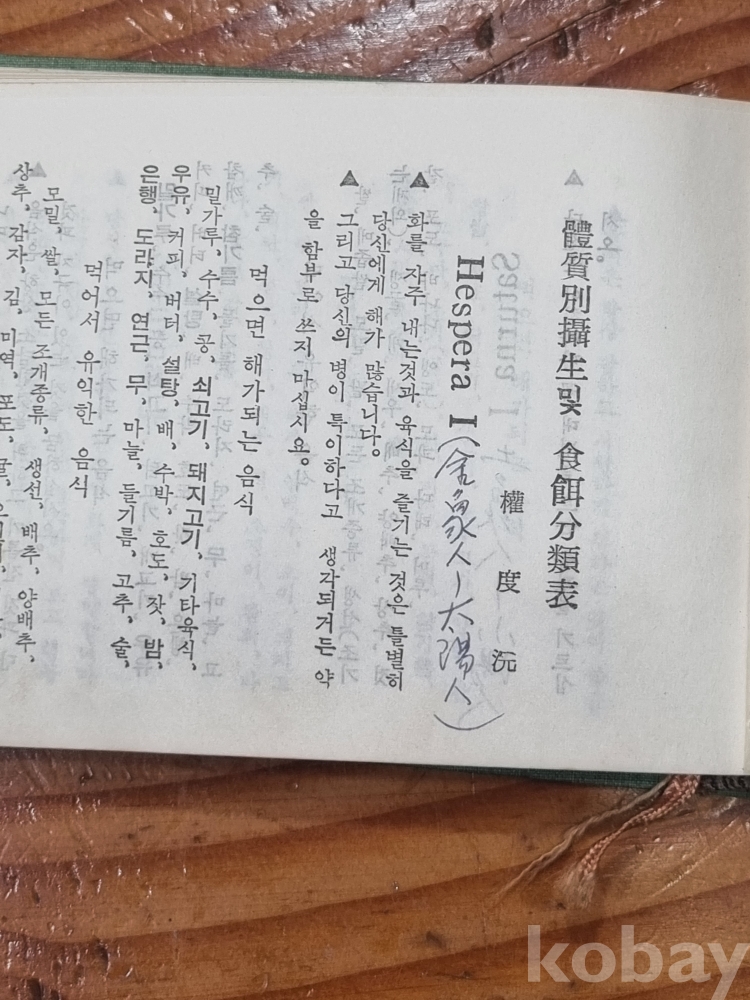 體質別攝生및 食餌分類表
權 度 沅
Hespera I (金象人-太陽人)
▲ 화를 자주 내는것과 육식을 즐기는 것은 틀별히
당신에게 해가 많습니다.
▲ 그리고 당신의 병이 특이하다고 생각되거든 약
을 함부로 쓰지 마십시요.
먹으면 해가되는 음식
밀가루, 수수, 콩, 쇠고기, 돼지고기, 기타육식,
우유, 커피, 버터, 설탕, 배, 수박, 호도, 잣, 밤,
은행, 도라지, 연근, 무, 마늘, 들기름, 고추, 술,
먹어서 유익한 음식
모밀, 쌀, 모든 조개종류, 생선, 배추, 양배추,
상추, 감자, 김, 미역, 포도, 귤,
kobay